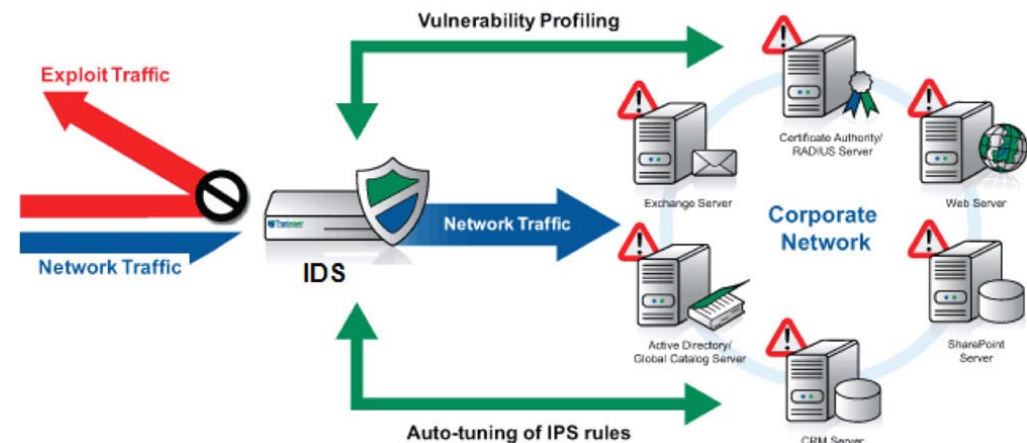 Vulnerability Profiling
Exploit Traffic
Certificate Authority/
RADIUS Server
Exchange Server
Web Server
Network Traffic
Corporate
Network
Network Traffic
IDS
Active Directory/
Global Catalog Server
SharePoint
Server
Auto-tuning of IPS rules
CRM Server